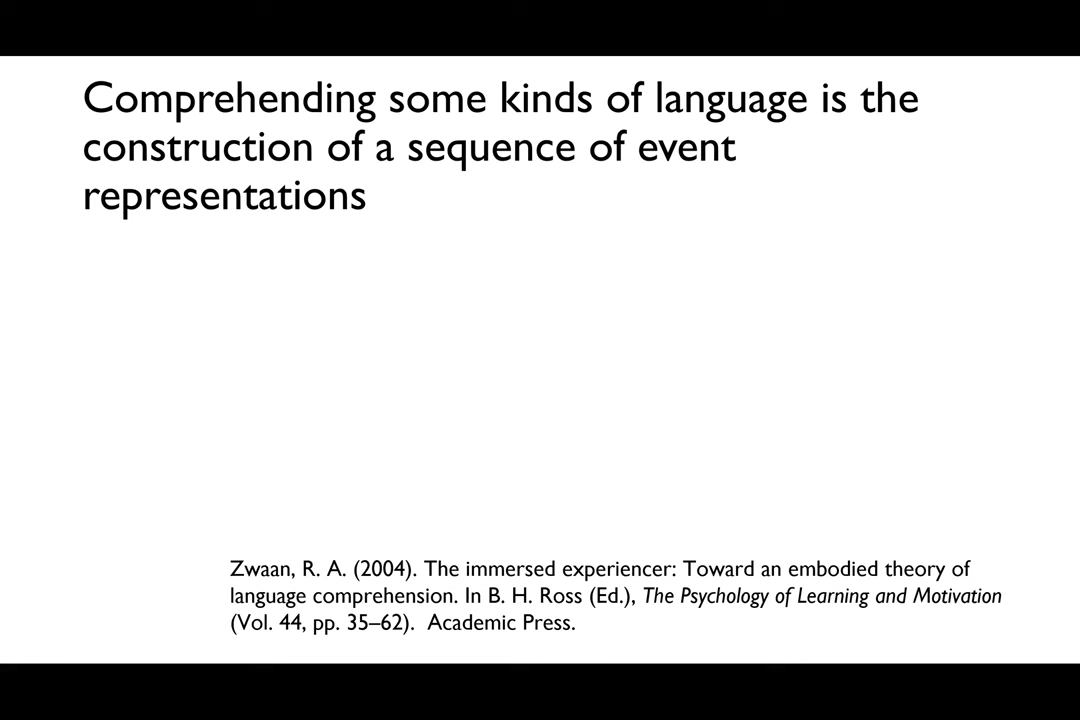 Comprehending some kinds of language is the
construction of a sequence of event
representations
Zwaan, R. A. (2004). The immersed experiencer: Toward an embodied theory of
language comprehension. In B. H. Ross (Ed.), The Psychology of Learning and Motivation
(Vol. 44, pp. 35–62).  Academic Press.